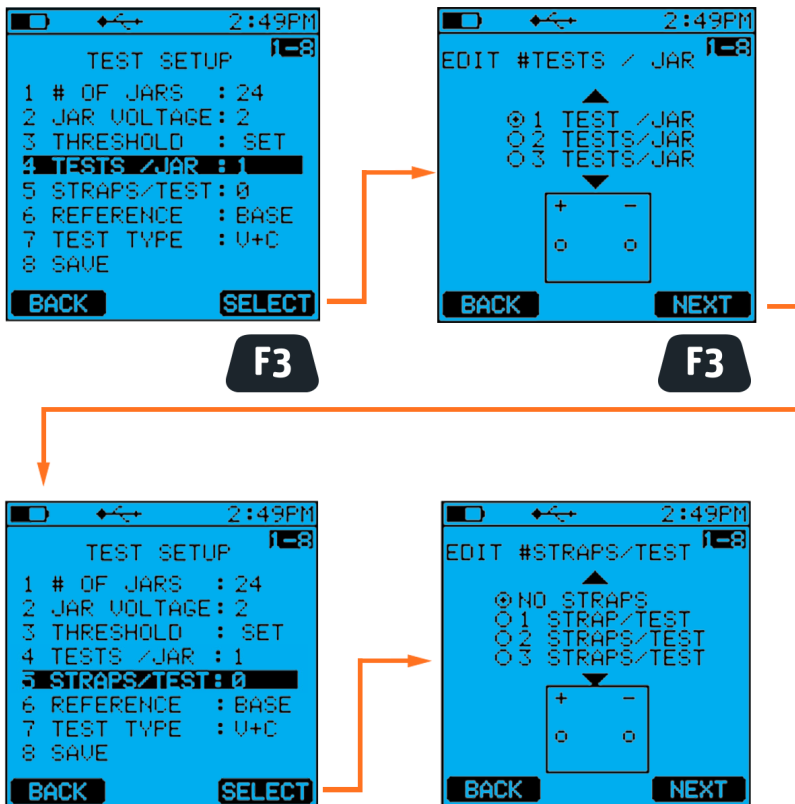 2:49PM
1-8
TEST SETUP
1 # OF JARS : 24
2 JAR VOLTAGE: 2
3 THRESHOLD : SET
4 TESTS /JAR : 1
5 STRAPS/TEST: 0
6 REFERENCE : BASE
7 TEST TYPE : V+C
8 SAVE
BACK SELECT
F3
2:49PM
1-8
EDIT #TESTS / JAR
1 TEST /JAR
2 TESTS/JAR
3 TESTS/JAR
+ -
BACK NEXT
F3
2:49PM
1-8
TEST SETUP
1 # OF JARS : 24
2 JAR VOLTAGE: 2
3 THRESHOLD : SET
4 TESTS /JAR : 1
5 STRAPS/TEST: 0
6 REFERENCE : BASE
7 TEST TYPE : V+C
8 SAVE
BACK SELECT
2:49PM
1-8
EDIT #STRAPS/TEST
NO STRAPS
1 STRAP/TEST
2 STRAPS/TEST
3 STRAPS/TEST
+ -
BACK NEXT